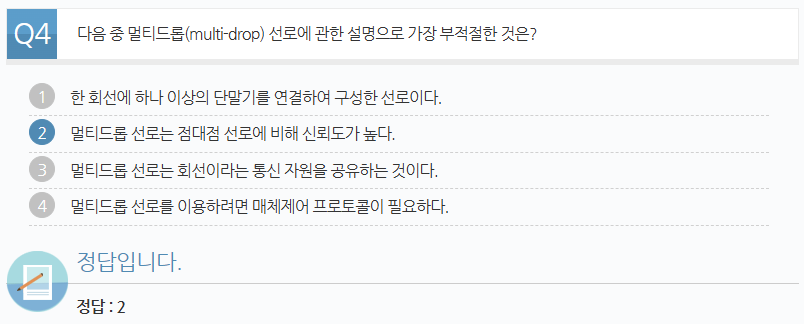 Q4 다음 중 멀티드롭(multi-drop) 선로에 관한 설명으로 가장 부적절한 것은?
1 한 회선에 하나 이상의 단말기를 연결하여 구성한 선로이다.
2 멀티드롭 선로는 점대점 선로에 비해 신뢰도가 높다.
3 멀티드롭 선로는 회선이라는 통신 자원을 공유하는 것이다.
4 멀티드롭 선로를 이용하려면 매체제어 프로토콜이 필요하다.
정답입니다.
정답 : 2